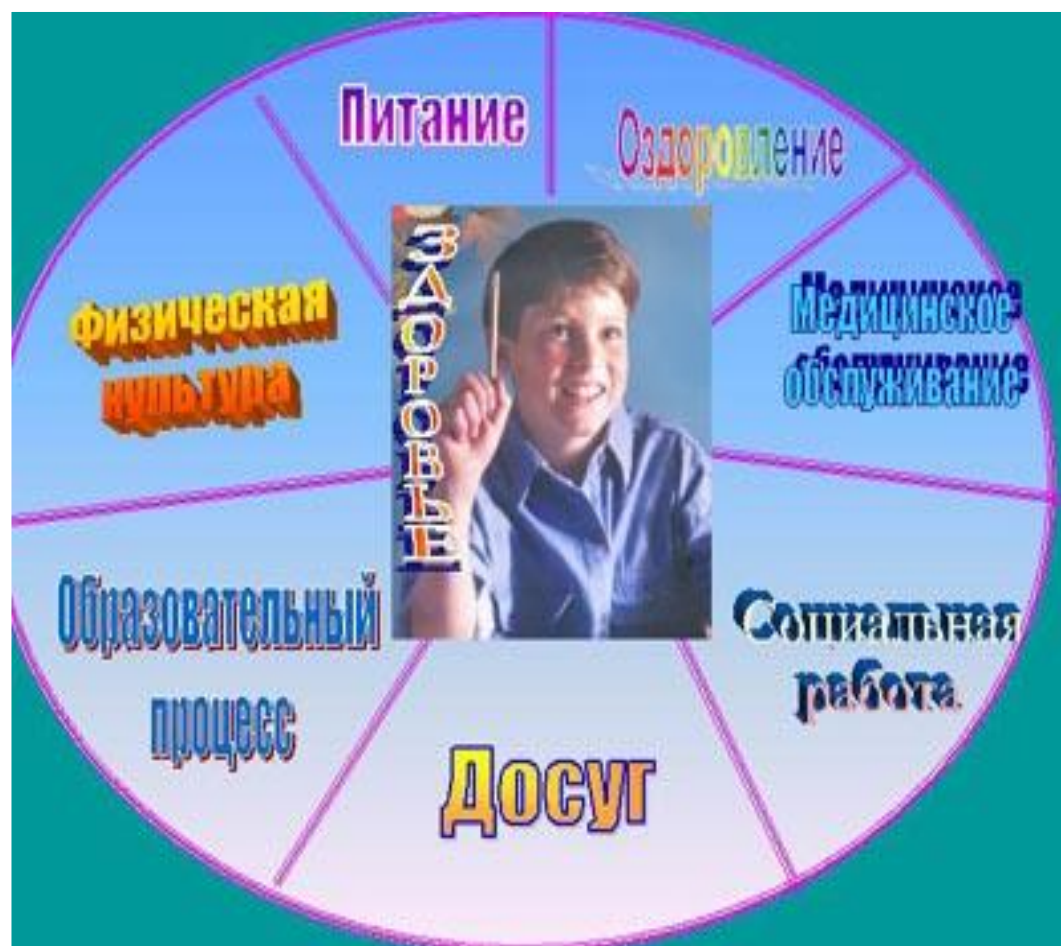 Питание
Оздоровление
ЗДОРОВЬЕ
Физическая
культура
Медицинское
обслуживание
Образовательный
процесс
Социальная
работа.
Досуг